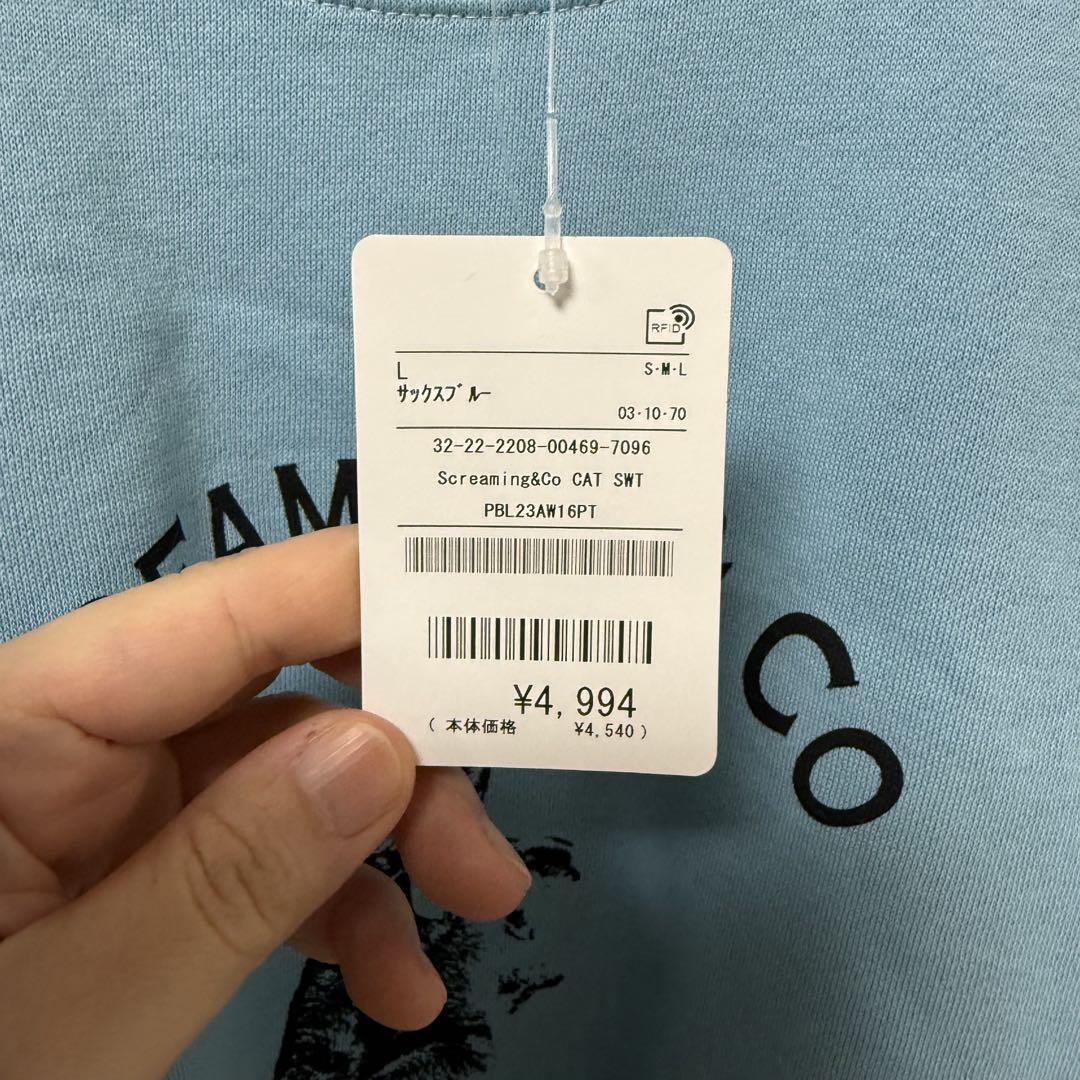 RFID
L
S・M・L
サックスブルー
03・10・70
32-22-2208-00469-7096
Screaming&Co CAT SWT
PBL23AW16PT
¥4,994
( 本体価格 ¥4,540 )
EAM
CO